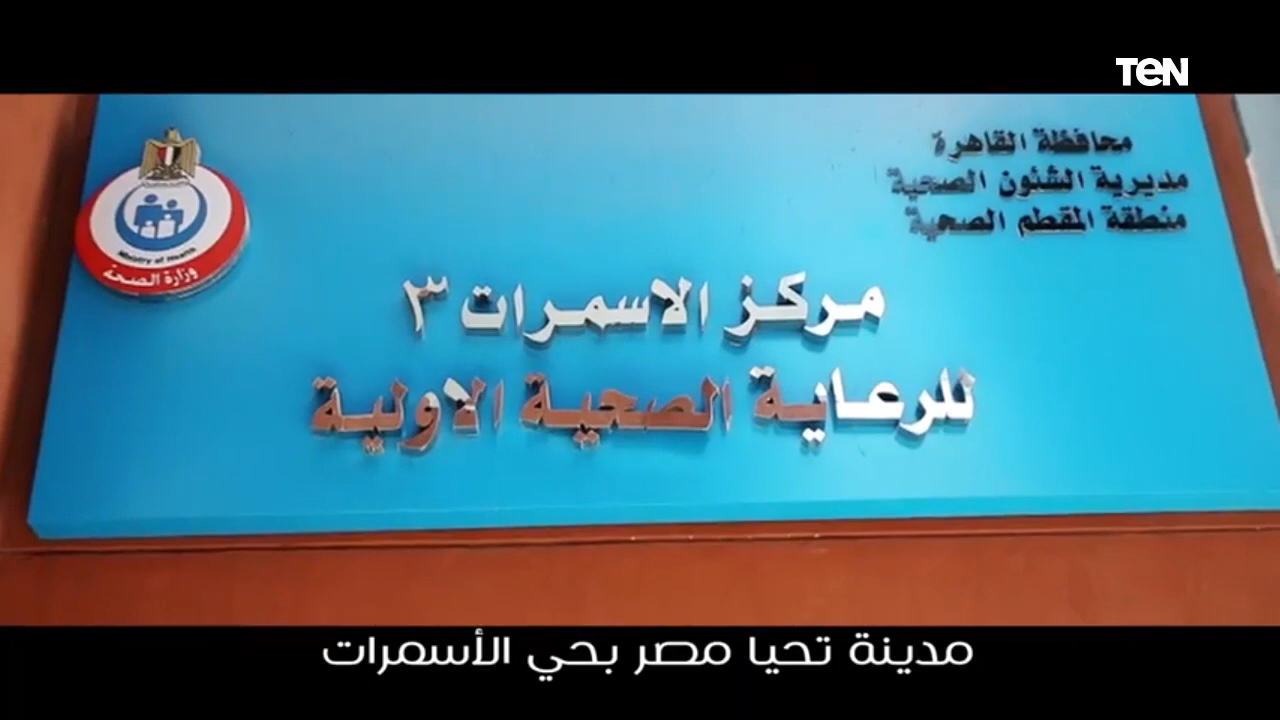 TEN
محافظة القاهرة
مديرية الشئون الصحية
منطقة المقطم الصحية
Ministry of Health
وزارة الصحة
مركز الاسمرات ٣
للرعاية الصحية الاولية
مدينة تحيا مصر بحي الأسمرات